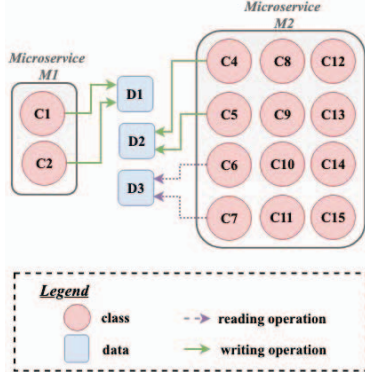 Microservice
M1
Microservice
M2
C1
C2
D1
D2
D3
C4
C8
C12
C5
C9
C13
C6
C10
C14
C7
C11
C15
Legend
class
reading operation
data
writing operation